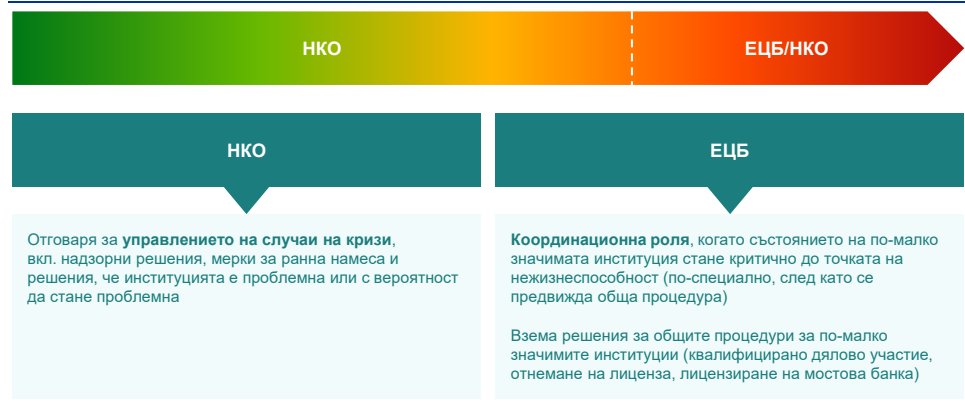 НКО
ЕЦБ/НКО
НКО
Отговаря за управлението на случаи на кризи,
вкл. надзорни решения, мерки за ранна намеса и
решения, че институцията е проблемна или с вероятност
да стане проблемна
ЕЦБ
Координационна роля, когато състоянието на по-малко
значимата институция стане критично до точката на
нежизнеспособност (по-специално, след като се
предвижда обща процедура)
Взема решения за общите процедури за по-малко
значимите институции (квалифицирано дялово участие,
отнемане на лиценза, лицензиране на мостова банка)